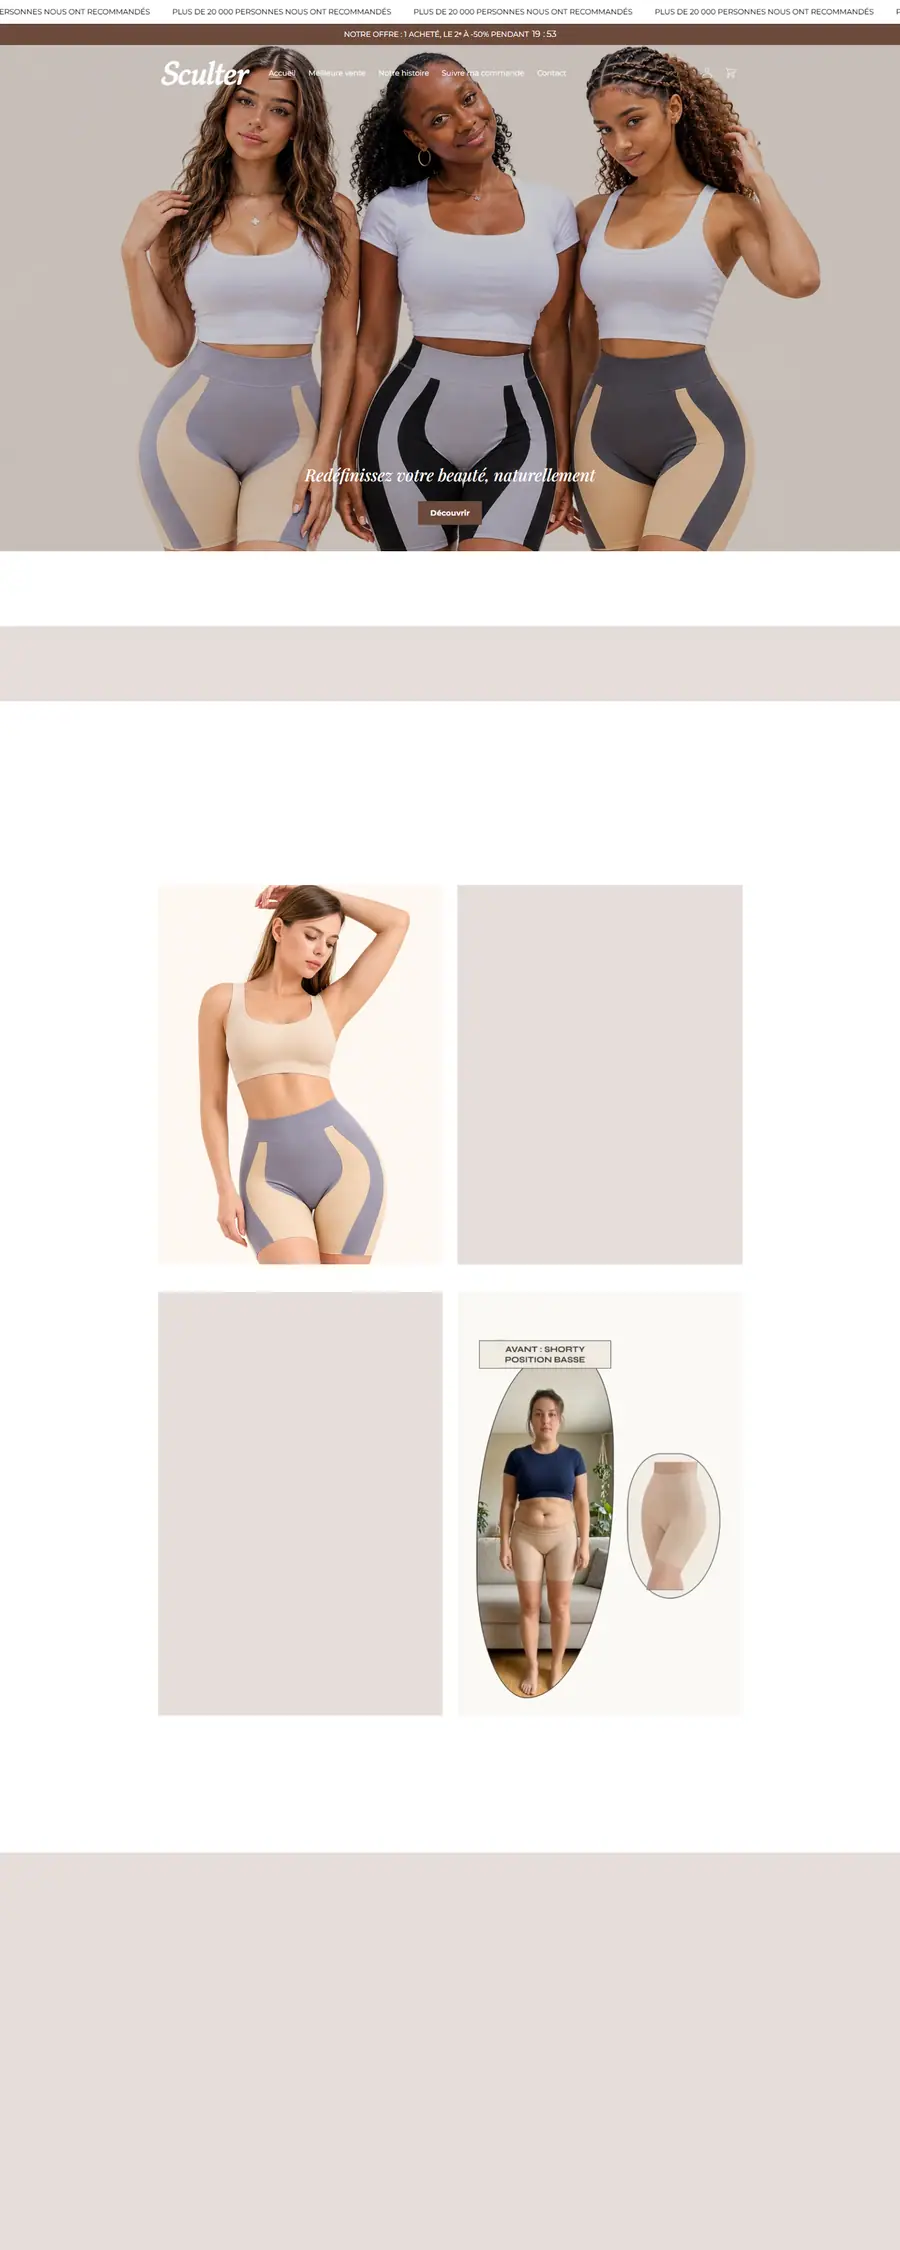 ERSONNES NOUS ONT RECOMMANDÉS PLUS DE 20 000 PERSONNES NOUS ONT RECOMMANDÉS PLUS DE 20 000 PERSONNES NOUS ONT RECOMMANDÉS PLUS DE 20 000 PERSONNES NOUS ONT RECOMMANDÉS
NOTRE OFFRE : 1 ACHETÉ, LE 2ᵉ À -50% PENDANT 19 : 53
Sculter Accueil Meilleure vente Notre histoire Suivre ma commande Contact
Redéfinissez votre beauté, naturellement
Découvrir
AVANT : SHORTY
POSITION BASSE